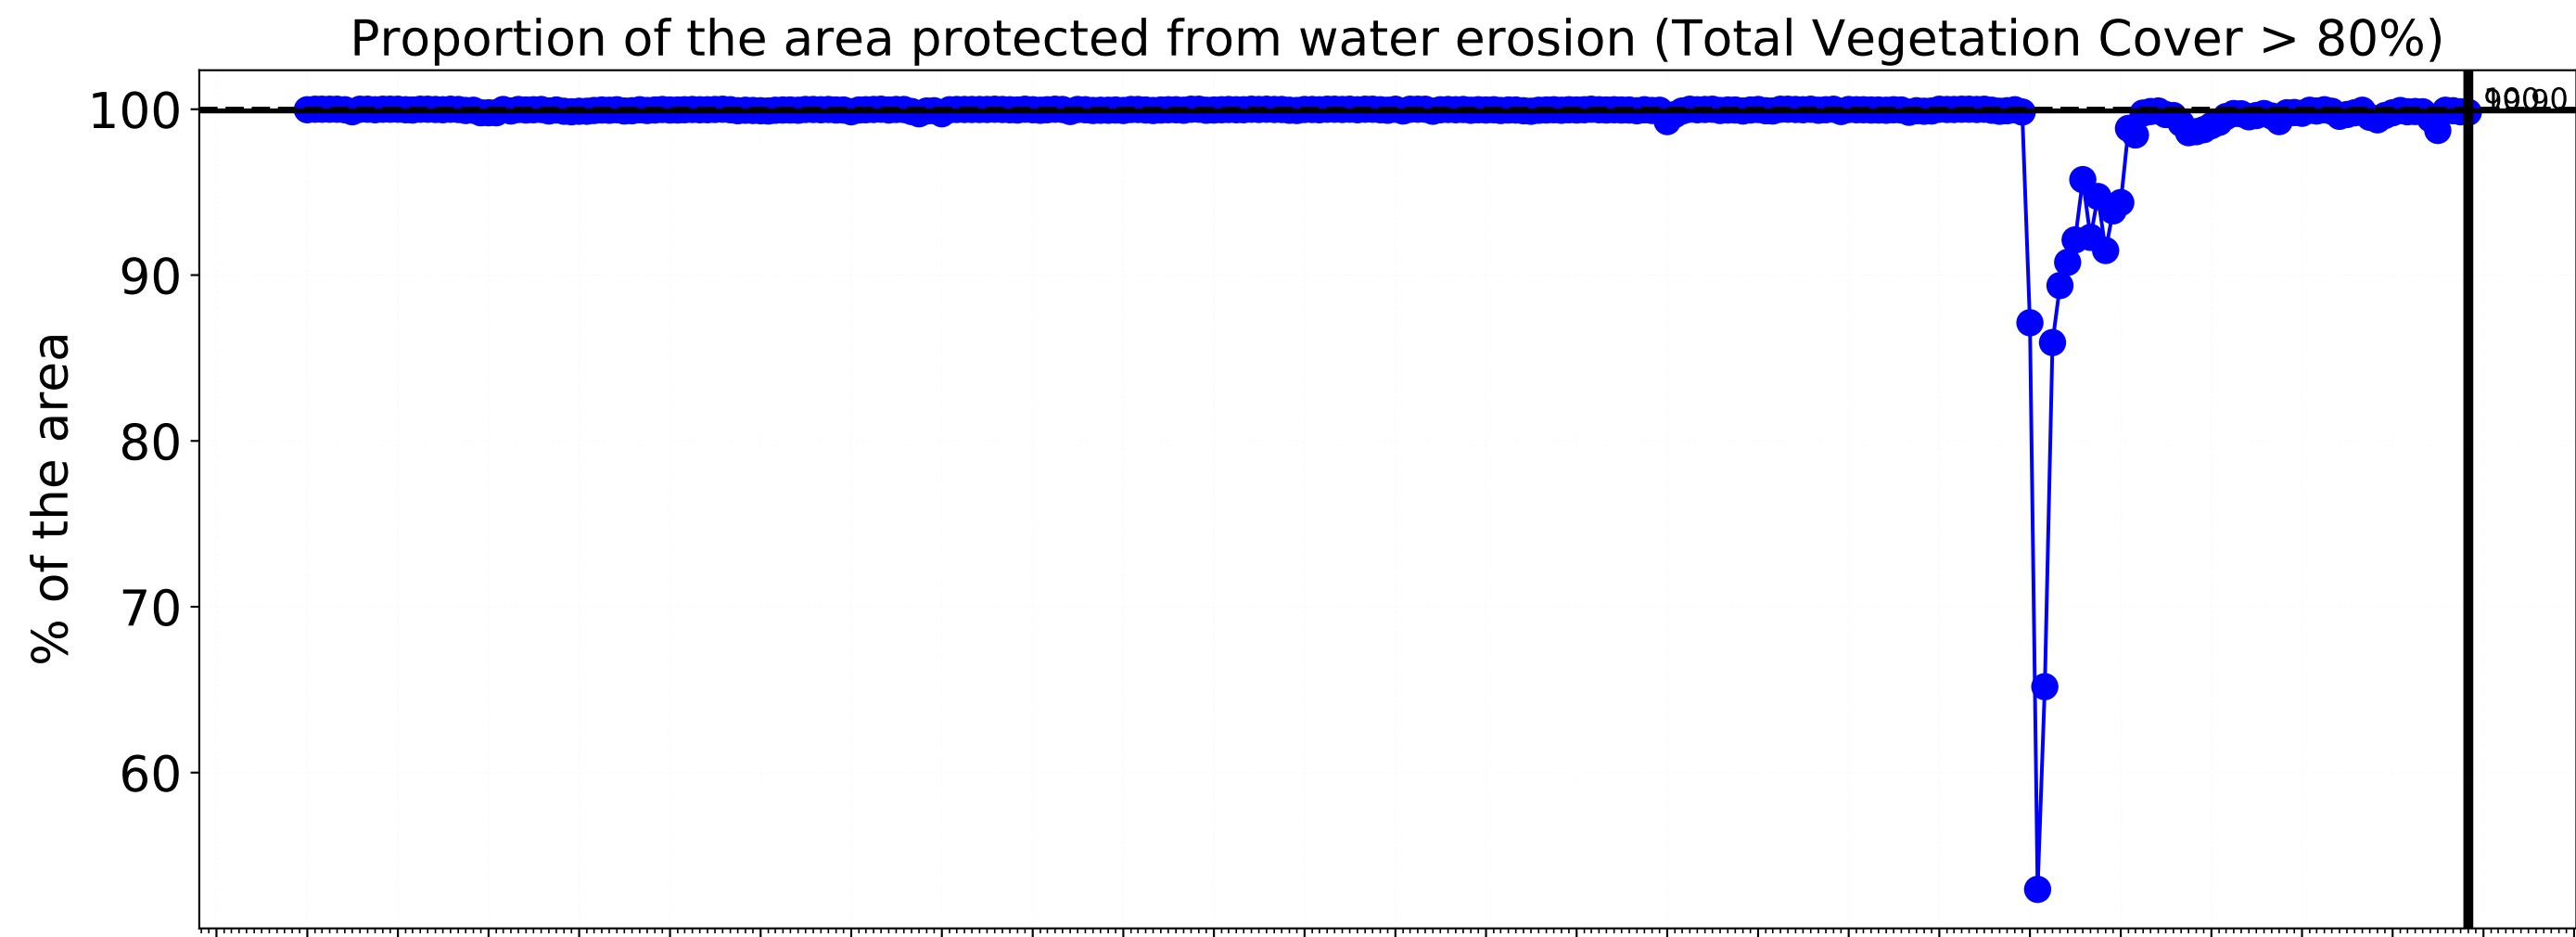 Proportion of the area protected from water erosion (Total Vegetation Cover > 80%)
100
90
80
70
60
% of the area